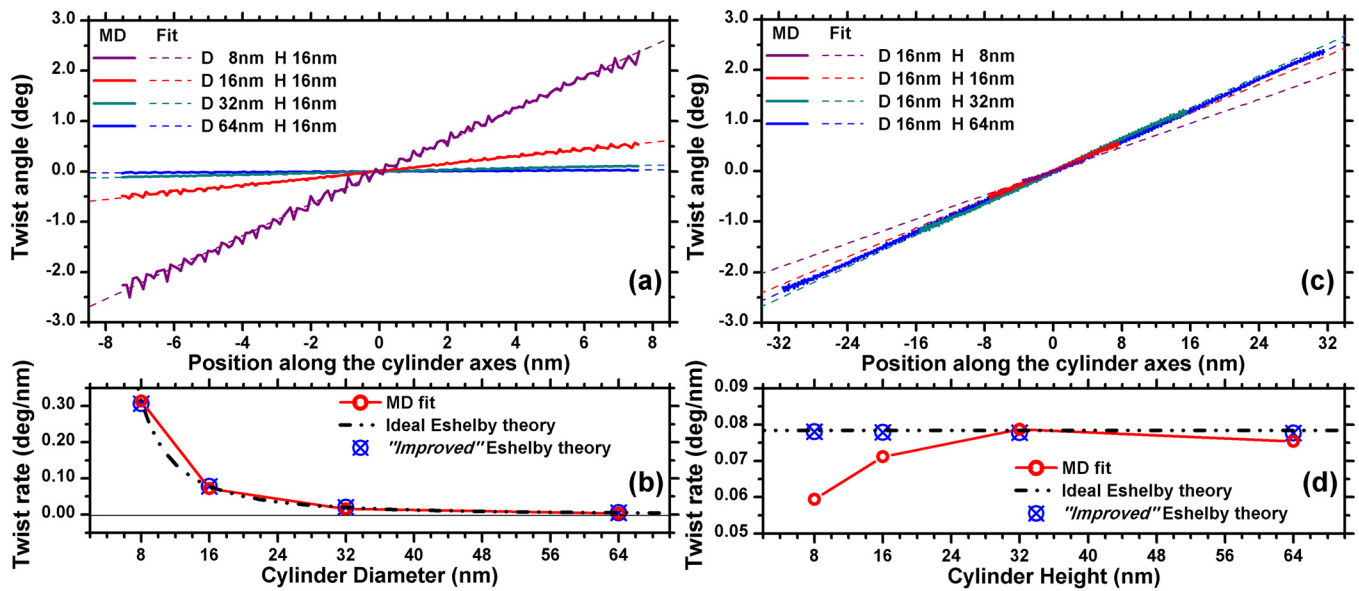 3.0
2.0
1.0
0.0
-1.0
-2.0
-3.0
Twist angle (deg)
MD Fit
D 8nm H 16nm
D 16nm H 16nm
D 32nm H 16nm
D 64nm H 16nm
(a)
-8 -6 -4 -2 0 2 4 6 8
Position along the cylinder axes (nm)
0.30
0.20
0.10
0.00
Twist rate (deg/nm)
MD fit
Ideal Eshelby theory
"Improved" Eshelby theory
(b)
8 16 24 32 40 48 56 64
Cylinder Diameter (nm)
3.0
2.0
1.0
0.0
-1.0
-2.0
-3.0
Twist angle (deg)
MD Fit
D 16nm H 8nm
D 16nm H 16nm
D 16nm H 32nm
D 16nm H 64nm
(c)
-32 -24 -16 -8 0 8 16 24 32
Position along the cylinder axes (nm)
0.09
0.08
0.07
0.06
0.05
Twist rate (deg/nm)
MD fit
Ideal Eshelby theory
"Improved" Eshelby theory
(d)
8 16 24 32 40 48 56 64
Cylinder Height (nm)